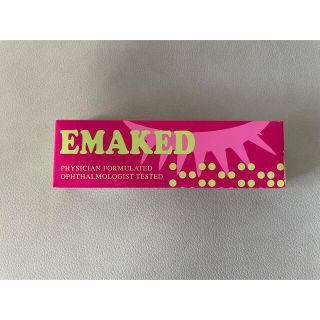 EMAKED
PHYSICIAN FORMULATED
OPHTHALMOLOGIST TESTED